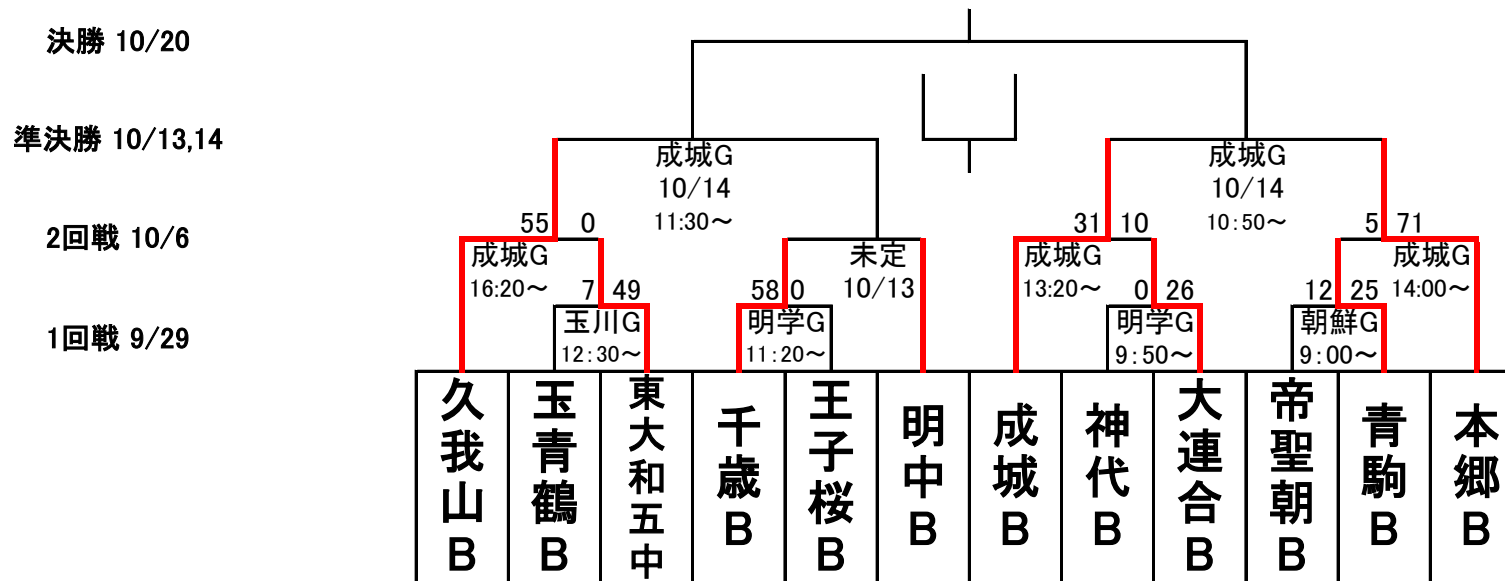 決勝 10/20
準決勝 10/13,14
成城G
10/14
11:30～
成城G
10/14
10:50～
2回戦 10/6
55 0
31 10
5 71
成城G
16:20～
未定
10/13
成城G
13:20～
成城G
14:00～
1回戦 9/29
7 49
58 0
0 26
12 25
玉川G
12:30～
明学G
11:20～
明学G
9:50～
朝鮮G
9:00～
久我山B
玉青鶴B
東大和五中
千歳B
王子桜B
明中B
成城B
神代B
大連合B
帝聖朝B
青駒B
本郷B